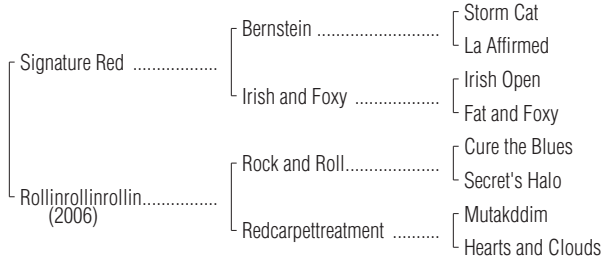 Storm Cat
Bernstein ..........................
La Affirmed
Signature Red .................
Irish Open
Irish and Foxy ..................
Fat and Foxy
Cure the Blues
Rock and Roll....................
Secret's Halo
Rollinrollinrollin................
(2006)
Mutakddim
Redcarpettreatment ..........
Hearts and Clouds